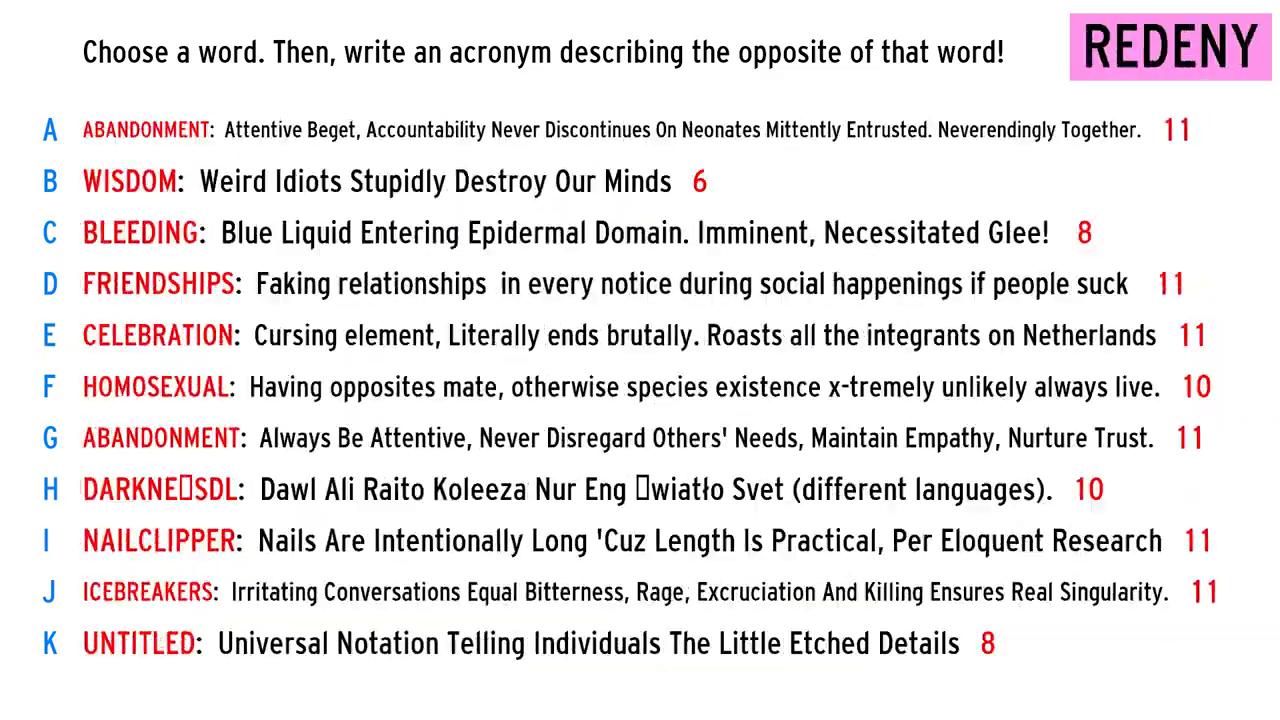 Choose a word. Then, write an acronym describing the opposite of that word!
REDENY
A ABANDONMENT: Attentive Beget, Accountability Never Discontinues On Neonates Mittently Entrusted. Neverendingly Together. 11
B WISDOM: Weird Idiots Stupidly Destroy Our Minds 6
C BLEEDING: Blue Liquid Entering Epidermal Domain. Imminent, Necessitated Glee! 8
D FRIENDSHIPS: Faking relationships in every notice during social happenings if people suck 11
E CELEBRATION: Cursing element, Literally ends brutally. Roasts all the integrants on Netherlands 11
F HOMOSEXUAL: Having opposites mate, otherwise species existence x-tremely unlikely always live. 10
G ABANDONMENT: Always Be Attentive, Never Disregard Others' Needs, Maintain Empathy, Nurture Trust. 11
H DARKNE▯SDL: Dawl Ali Raito Koleeza Nur Eng ▯wiatło Svet (different languages). 10
I NAILCLIPPER: Nails Are Intentionally Long 'Cuz Length Is Practical, Per Eloquent Research 11
J ICEBREAKERS: Irritating Conversations Equal Bitterness, Rage, Excruciation And Killing Ensures Real Singularity. 11
K UNTITLED: Universal Notation Telling Individuals The Little Etched Details 8